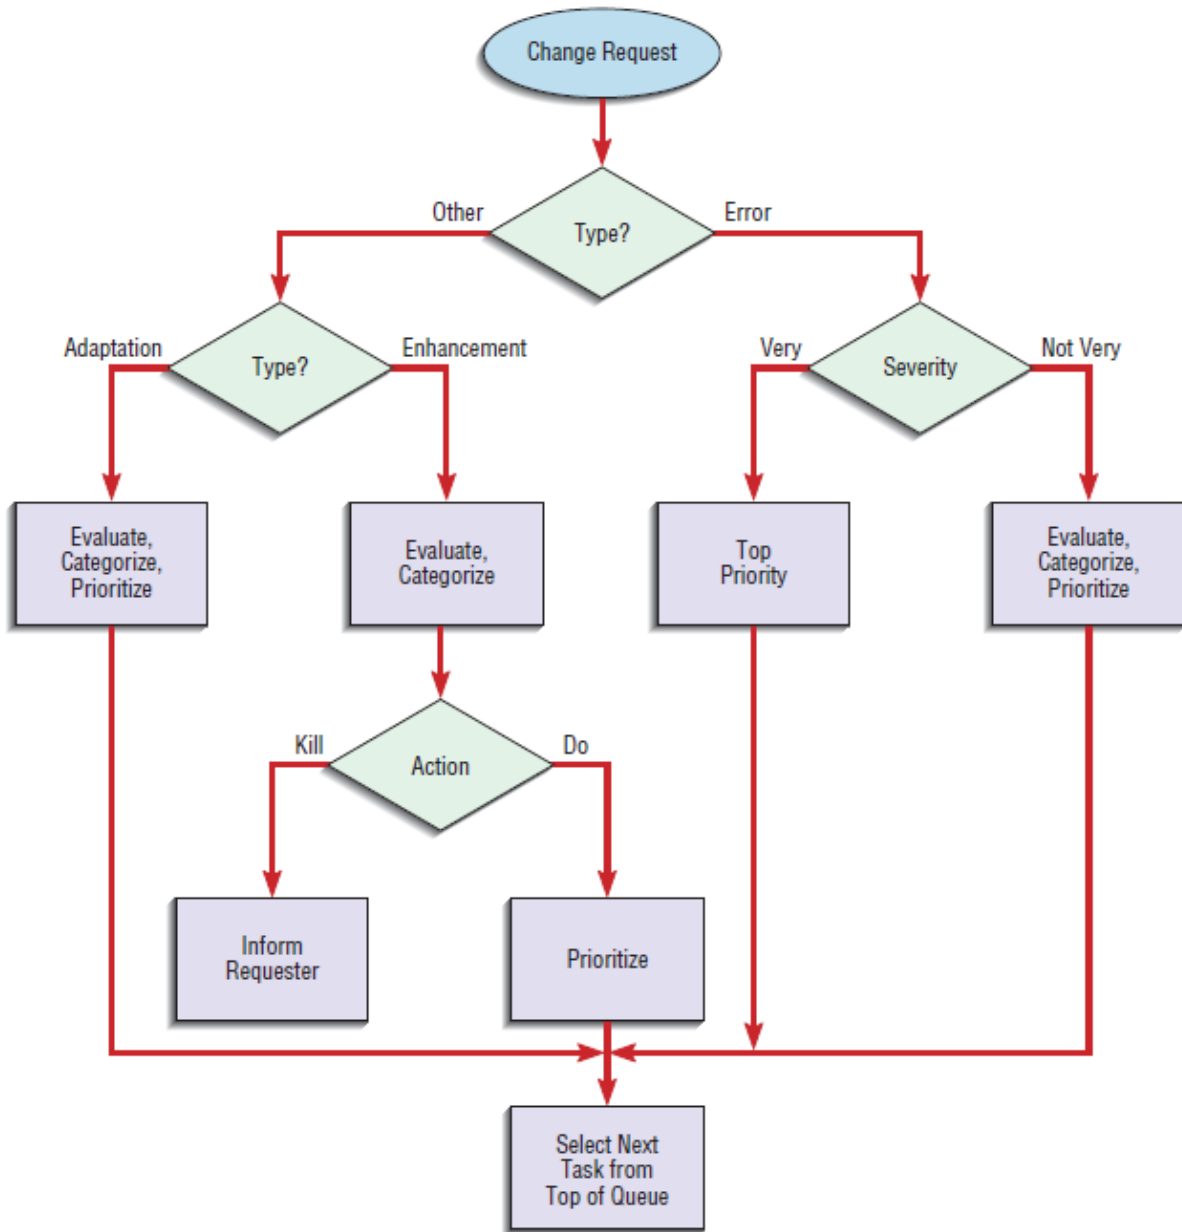 Change Request
Other
Error
Type?
Adaptation
Enhancement
Type?
Very
Not Very
Severity
Evaluate,
Categorize,
Prioritize
Evaluate,
Categorize
Top
Priority
Evaluate,
Categorize,
Prioritize
Kill
Do
Action
Inform
Requester
Prioritize
Select Next
Task from
Top of Queue